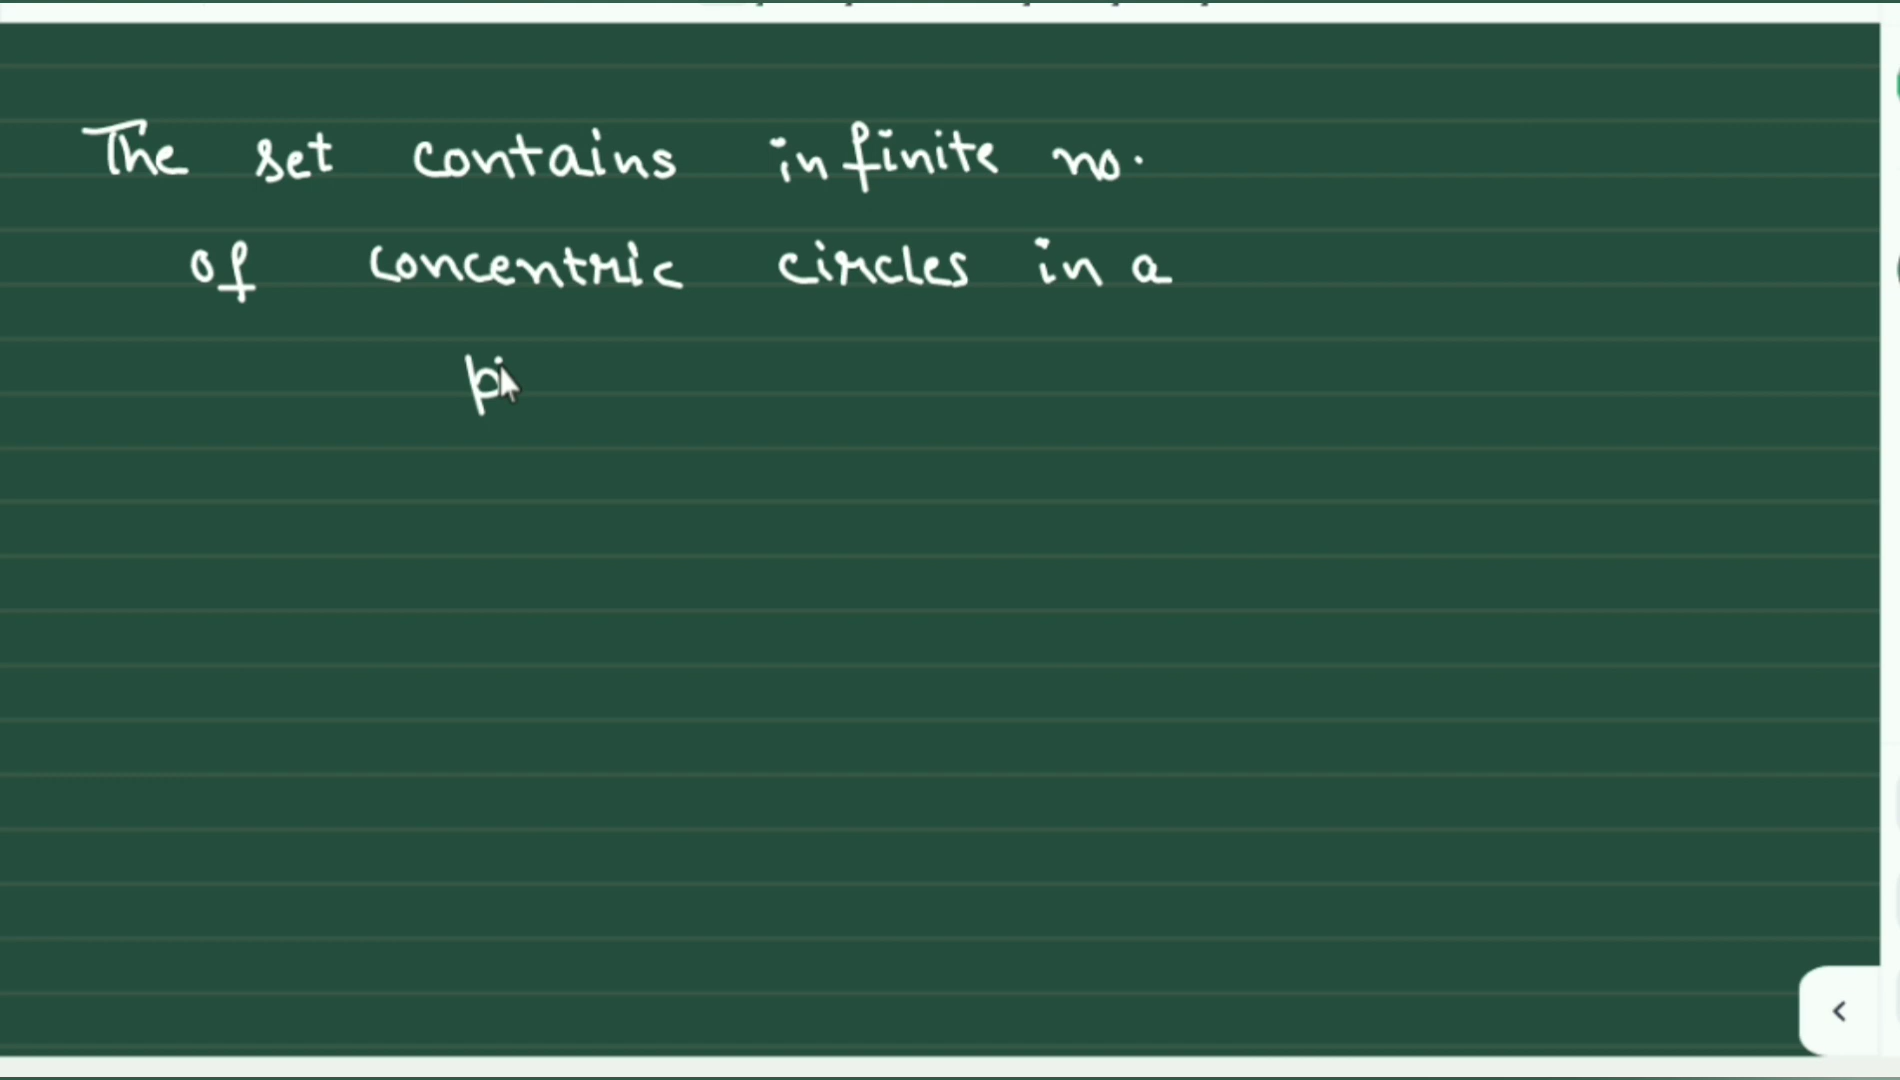 The set contains infinite no.
of concentric circles in a